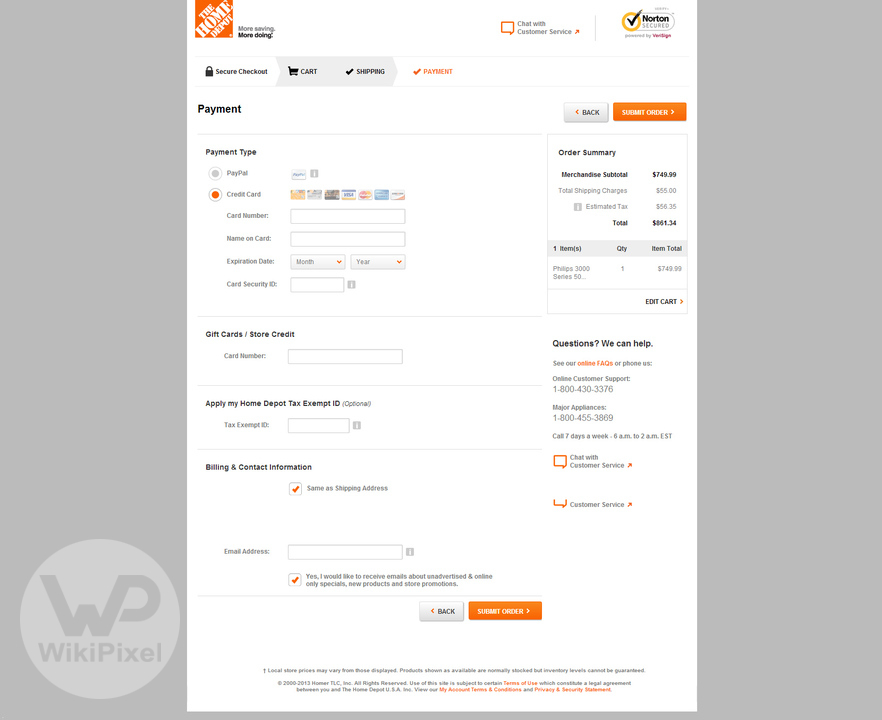 THE HOME DEPOT
More saving.
More doing.
Chat with
Customer Service
Norton
SECURED
powered by VeriSign
Secure Checkout
CART
SHIPPING
PAYMENT
Payment
BACK
SUBMIT ORDER
Payment Type
PayPal
PayPal
Credit Card
VISA
Card Number:
Name on Card:
Expiration Date:
Month
Year
Card Security ID:
Gift Cards / Store Credit
Card Number:
Apply my Home Depot Tax Exempt ID (Optional)
Tax Exempt ID:
Billing & Contact Information
Same as Shipping Address
Email Address:
Yes, I would like to receive emails about unadvertised & online
only specials, new products and store promotions.
BACK
SUBMIT ORDER
Order Summary
Merchandise Subtotal $749.99
Total Shipping Charges $55.00
Estimated Tax $56.35
Total $861.34
1 Item(s) Qty Item Total
Philips 3000 1 $749.99
Series 50...
EDIT CART
Questions? We can help.
See our online FAQs or phone us:
Online Customer Support:
1-800-430-3376
Major Appliances:
1-800-455-3869
Call 7 days a week - 6 a.m. to 2 a.m. EST
Chat with
Customer Service
Customer Service
WikiPixel
† Local store prices may vary from those displayed. Products shown as available are normally stocked but inventory levels cannot be guaranteed.
© 2000-2013 Homer TLC, Inc. All Rights Reserved. Use of this site is subject to certain Terms of Use which constitute a legal agreement
between you and The Home Depot U.S.A. Inc. View our My Account Terms & Conditions and Privacy & Security Statement.